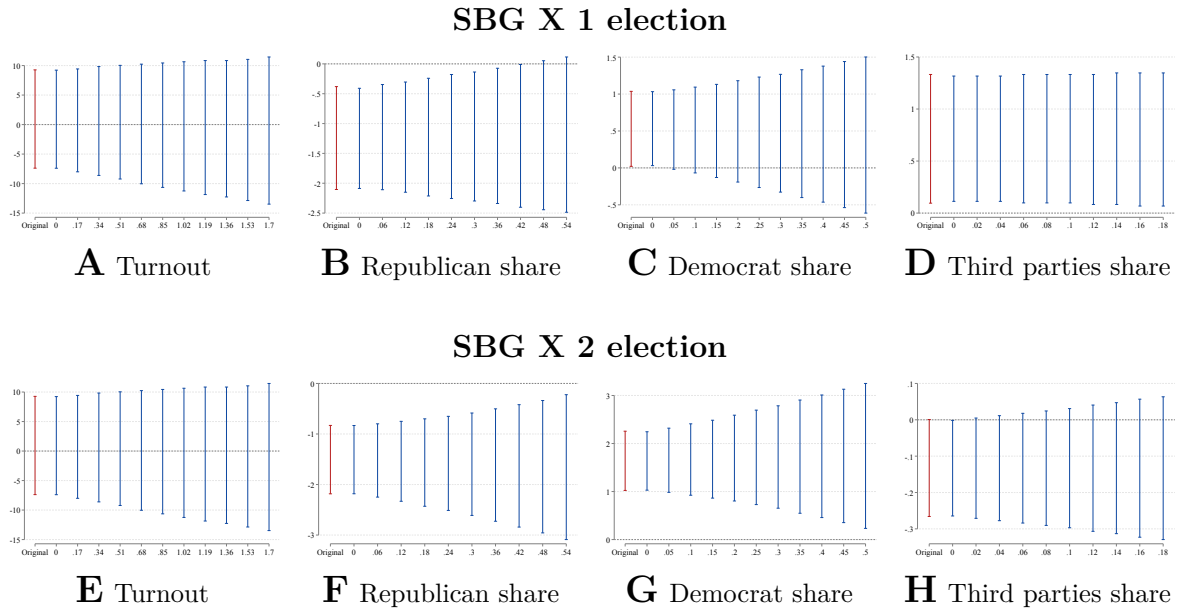 SBG X 1 election
10
5
0
-5
-10
-15
Original 0 .17 .34 .51 .68 .85 1.02 1.19 1.36 1.53 1.7
A Turnout
0
-.5
-1
-1.5
-2
-2.5
Original 0 .06 .12 .18 .24 .3 .36 .42 .48 .54
B Republican share
1.5
1
.5
0
-.5
Original 0 .05 .1 .15 .2 .25 .3 .35 .4 .45 .5
C Democrat share
1.5
1
.5
0
Original 0 .02 .04 .06 .08 .1 .12 .14 .16 .18
D Third parties share
SBG X 2 election
10
5
0
-5
-10
-15
Original 0 .17 .34 .51 .68 .85 1.02 1.19 1.36 1.53 1.7
E Turnout
0
-1
-2
-3
Original 0 .06 .12 .18 .24 .3 .36 .42 .48 .54
F Republican share
3
2
1
0
Original 0 .05 .1 .15 .2 .25 .3 .35 .4 .45 .5
G Democrat share
.1
0
-.1
-.2
-.3
Original 0 .02 .04 .06 .08 .1 .12 .14 .16 .18
H Third parties share